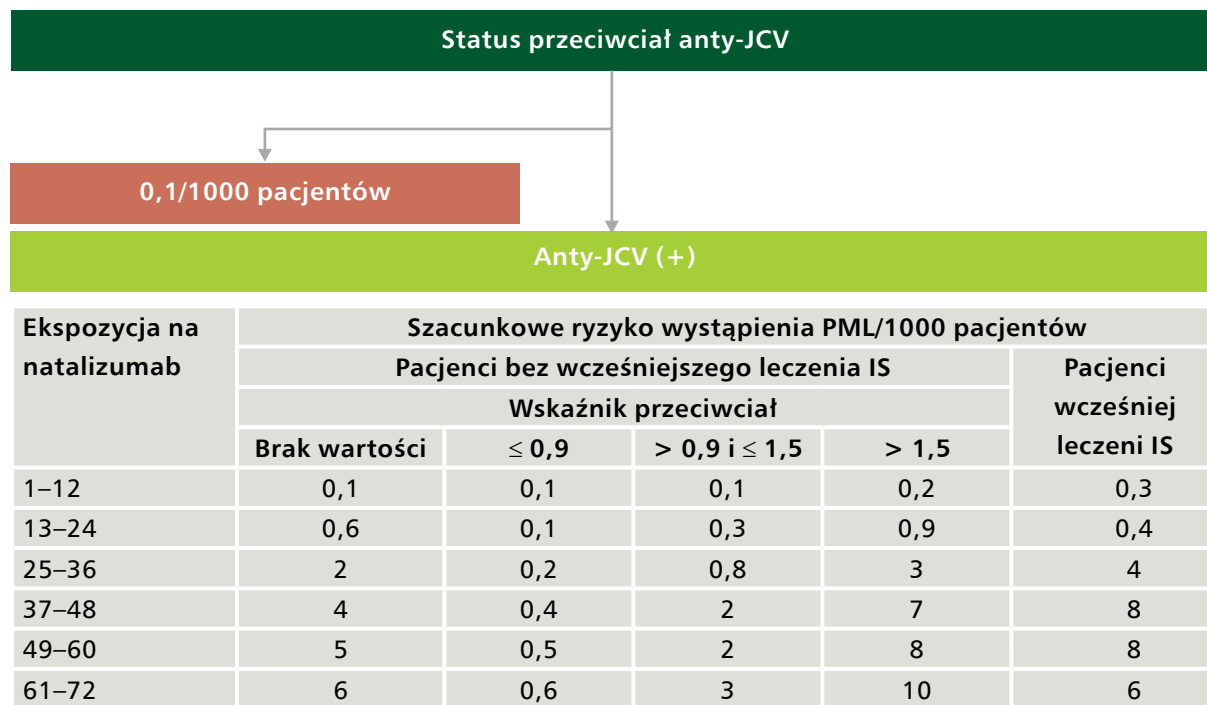 Status przeciwciał anty-JCV
0,1/1000 pacjentów
Anty-JCV (+)
Ekspozycja na natalizumab
Szacunkowe ryzyko wystąpienia PML/1000 pacjentów
Pacjenci bez wcześniejszego leczenia IS
Pacjenci wcześniej leczeni IS
Wskaźnik przeciwciał
Brak wartości ≤ 0,9 > 0,9 i ≤ 1,5 > 1,5
1–12 0,1 0,1 0,1 0,2 0,3
13–24 0,6 0,1 0,3 0,9 0,4
25–36 2 0,2 0,8 3 4
37–48 4 0,4 2 7 8
49–60 5 0,5 2 8 8
61–72 6 0,6 3 10 6